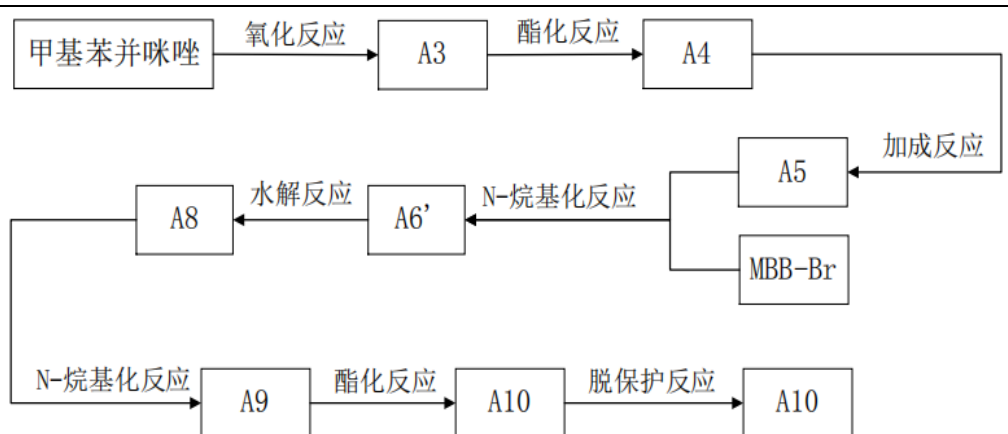 甲基苯并咪唑
氧化反应
A3
酯化反应
A4
加成反应
A5
MBB-Br
N-烷基化反应
A6’
水解反应
A8
N-烷基化反应
A9
酯化反应
A10
脱保护反应
A10